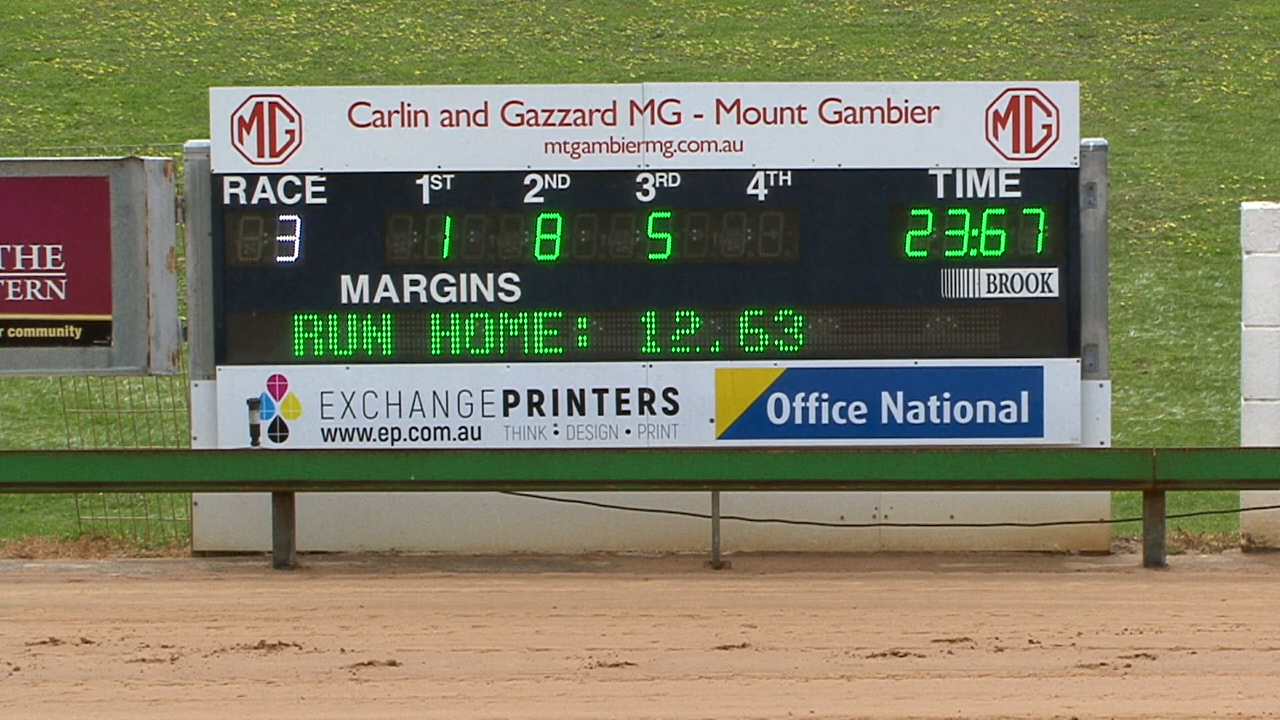 MG Carlin and Gazzard MG - Mount Gambier MG
mtgambiermg.com.au
RACE 1ST 2ND 3RD 4TH TIME
3 1 8 5 23:67
MARGINS BROOK
RUN HOME: 12.63
THE
TERN
r community
EXCHANGEPRINTERS
www.ep.com.au THINK • DESIGN • PRINT
Office National